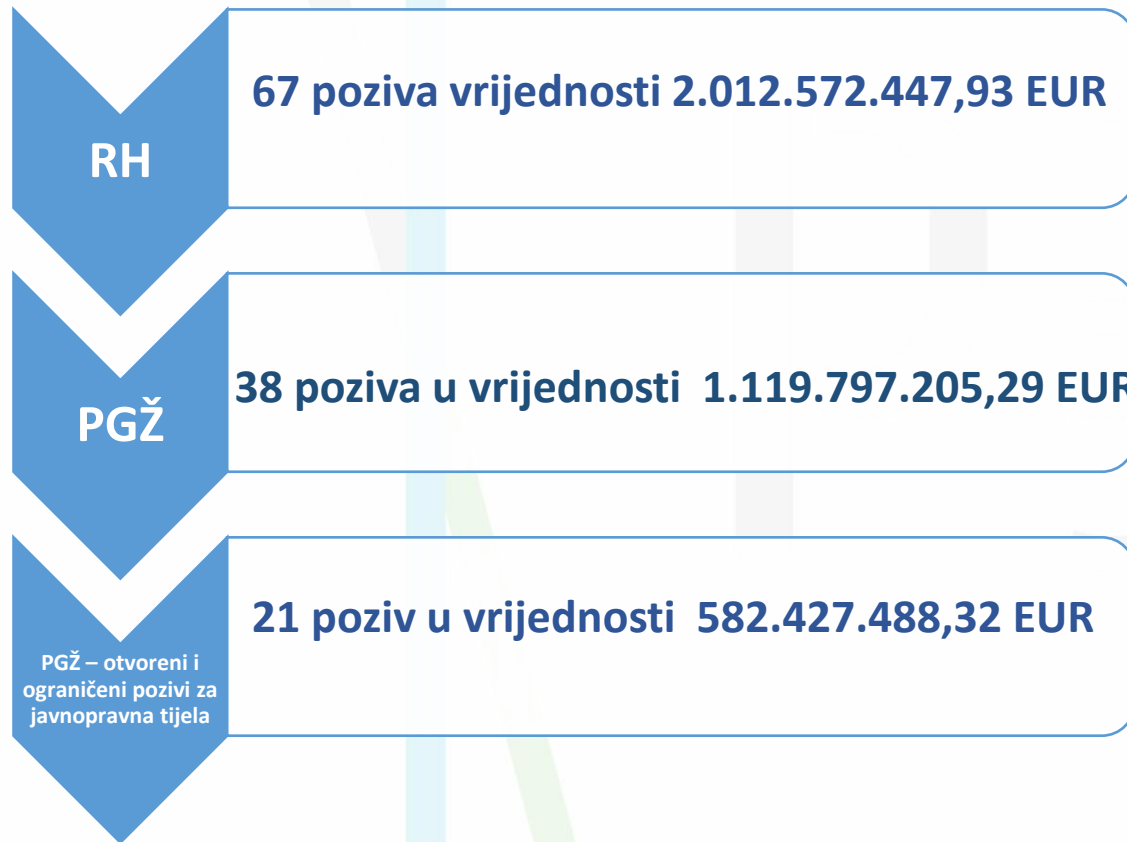 RH
67 poziva vrijednosti 2.012.572.447,93 EUR
PGŽ
38 poziva u vrijednosti 1.119.797.205,29 EUR
PGŽ – otvoreni i
ograničeni pozivi za
javnopravna tijela
21 poziv u vrijednosti 582.427.488,32 EUR